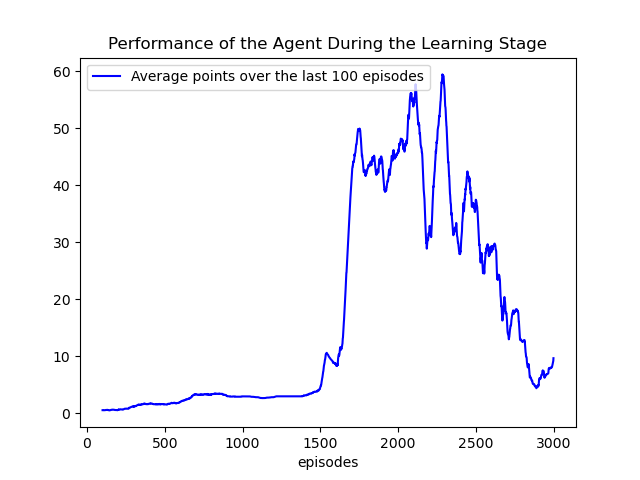 Performance of the Agent During the Learning Stage
Average points over the last 100 episodes
60
50
40
30
20
10
0
0 500 1000 1500 2000 2500 3000
episodes